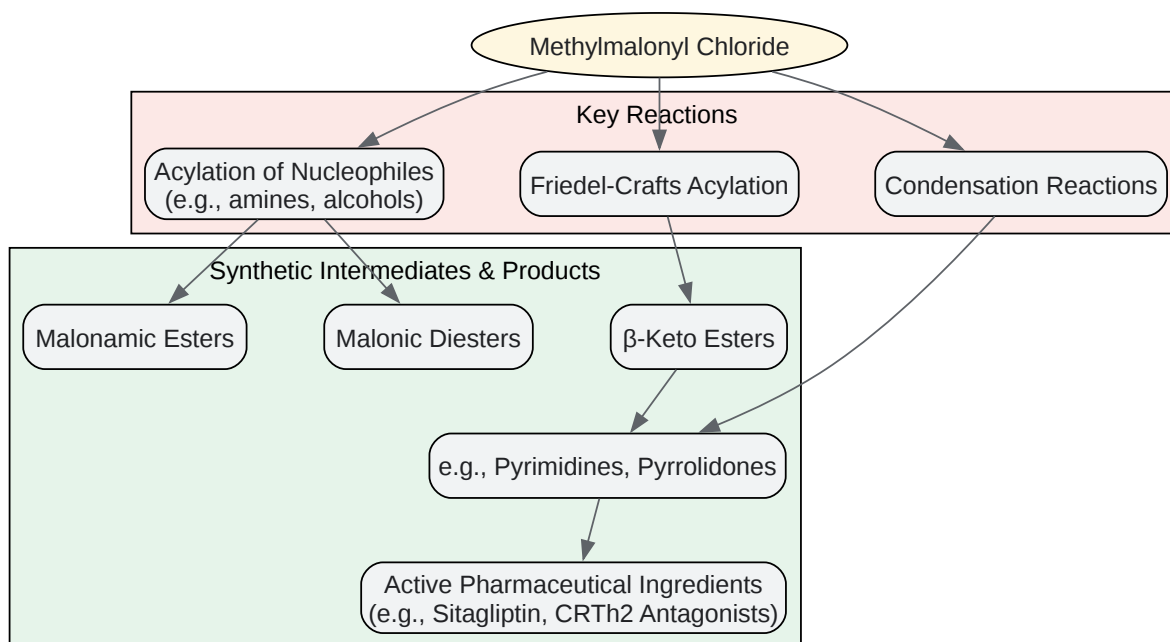 Methylmalonyl Chloride
Key Reactions
Acylation of Nucleophiles
(e.g., amines, alcohols)
Friedel-Crafts Acylation
Condensation Reactions
Synthetic Intermediates & Products
Malonamic Esters
Malonic Diesters
β-Keto Esters
e.g., Pyrimidines, Pyrrolidones
Active Pharmaceutical Ingredients
(e.g., Sitagliptin, CRTh2 Antagonists)